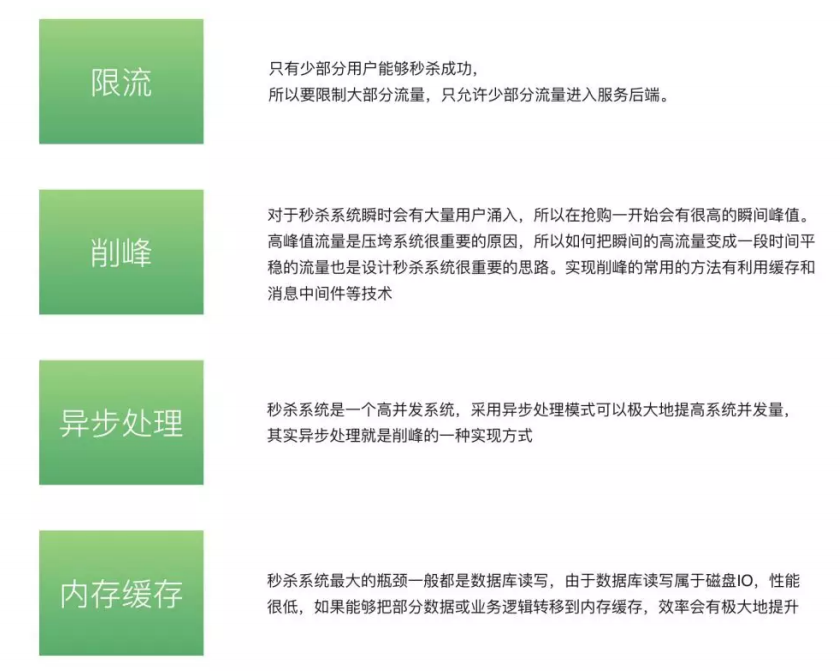 限流
只有少部分用户能够秒杀成功，
所以要限制大部分流量，只允许少部分流量进入服务后端。
削峰
对于秒杀系统瞬时会有大量用户涌入，所以在抢购一开始会有很高的瞬间峰值。
高峰值流量是压垮系统很重要的原因，所以如何把瞬间的高流量变成一段时间平
稳的流量也是设计秒杀系统很重要的思路。实现削峰的常用的方法有利用缓存和
消息中间件等技术
异步处理
秒杀系统是一个高并发系统，采用异步处理模式可以极大地提高系统并发量，
其实异步处理就是削峰的一种实现方式
内存缓存
秒杀系统最大的瓶颈一般都是数据库读写，由于数据库读写属于磁盘IO，性能
很低，如果能够把部分数据或业务逻辑转移到内存缓存，效率会有极大地提升